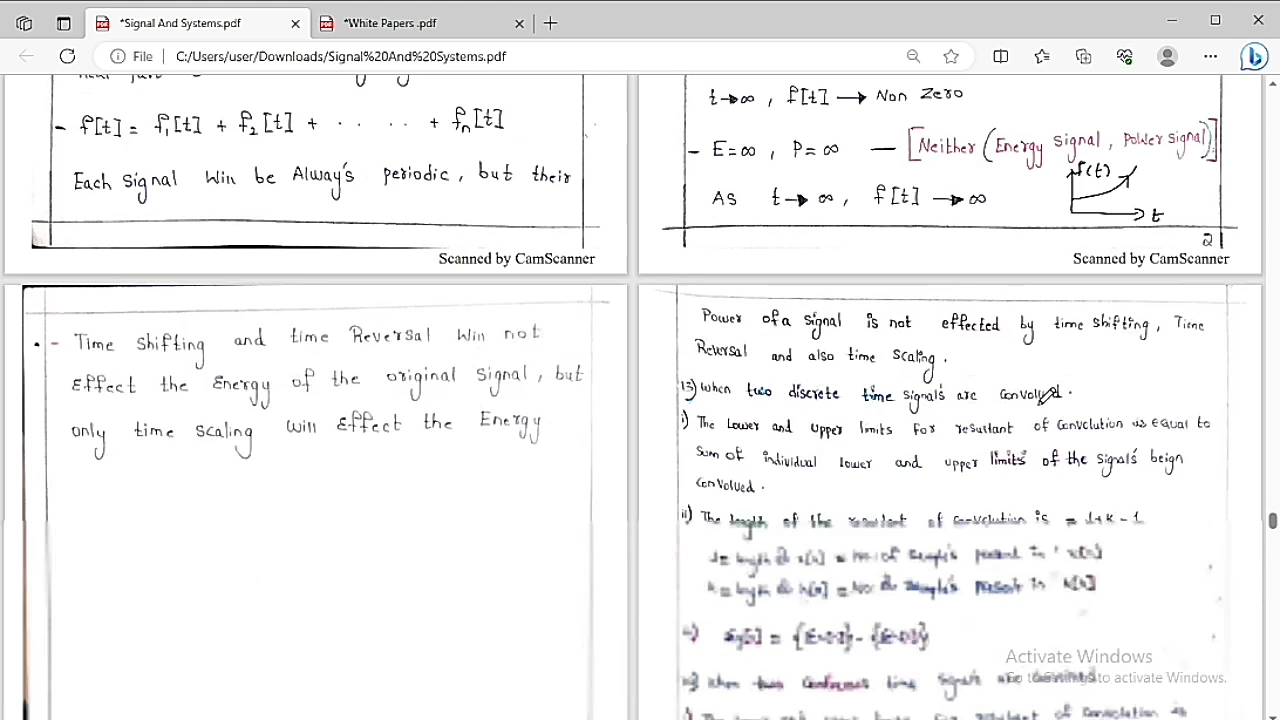 *Signal And Systems.pdf
*White Papers .pdf
File
C:/Users/user/Downloads/Signal%20And%20Systems.pdf
- f[t] = f1[t] + f2[t] + . . . . . + fn[t]
Each Signal will be Always periodic, but their
Scanned by CamScanner
t→∞, f[t] → Non Zero
- E=∞, P=∞ — [Neither (Energy Signal, power signal)]
f(t)
As t→∞, f[t] → ∞
t
2
Scanned by CamScanner
- Time shifting and time Reversal will not
Effect the Energy of the original Signal, but
only time scaling will Effect the Energy
Power of a signal is not effected by time shifting, Time
Reversal and also time scaling.
13) When two discrete time signal's are convolved.
i) The Lower and upper limits for resultant of convolution is equal to
sum of individual lower and upper limits of the signal's beign
convolved.
ii) The length of the resultant of convolution is = l+k-1
Activate Windows
Go to Settings to activate Windows.